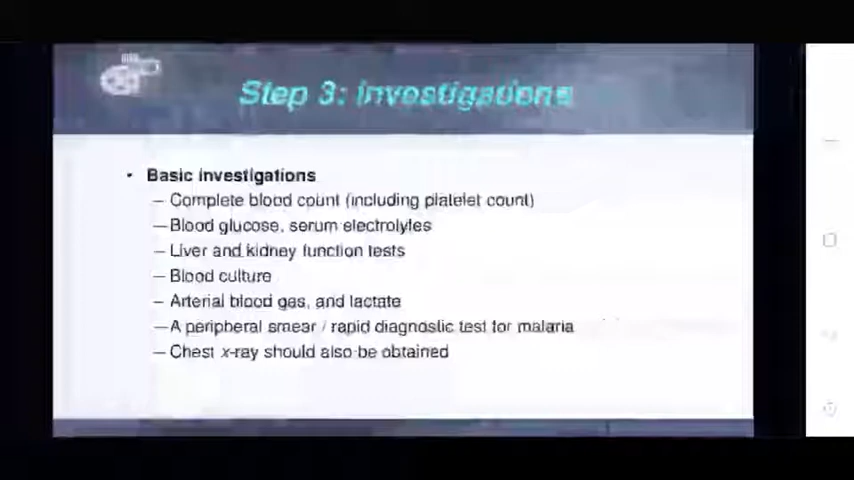 Step 3: Investigations
• Basic investigations
– Complete blood count (including platelet count)
– Blood glucose, serum electrolytes
– Liver and kidney function tests
– Blood culture
– Arterial blood gas, and lactate
– A peripheral smear / rapid diagnostic test for malaria
– Chest x-ray should also be obtained